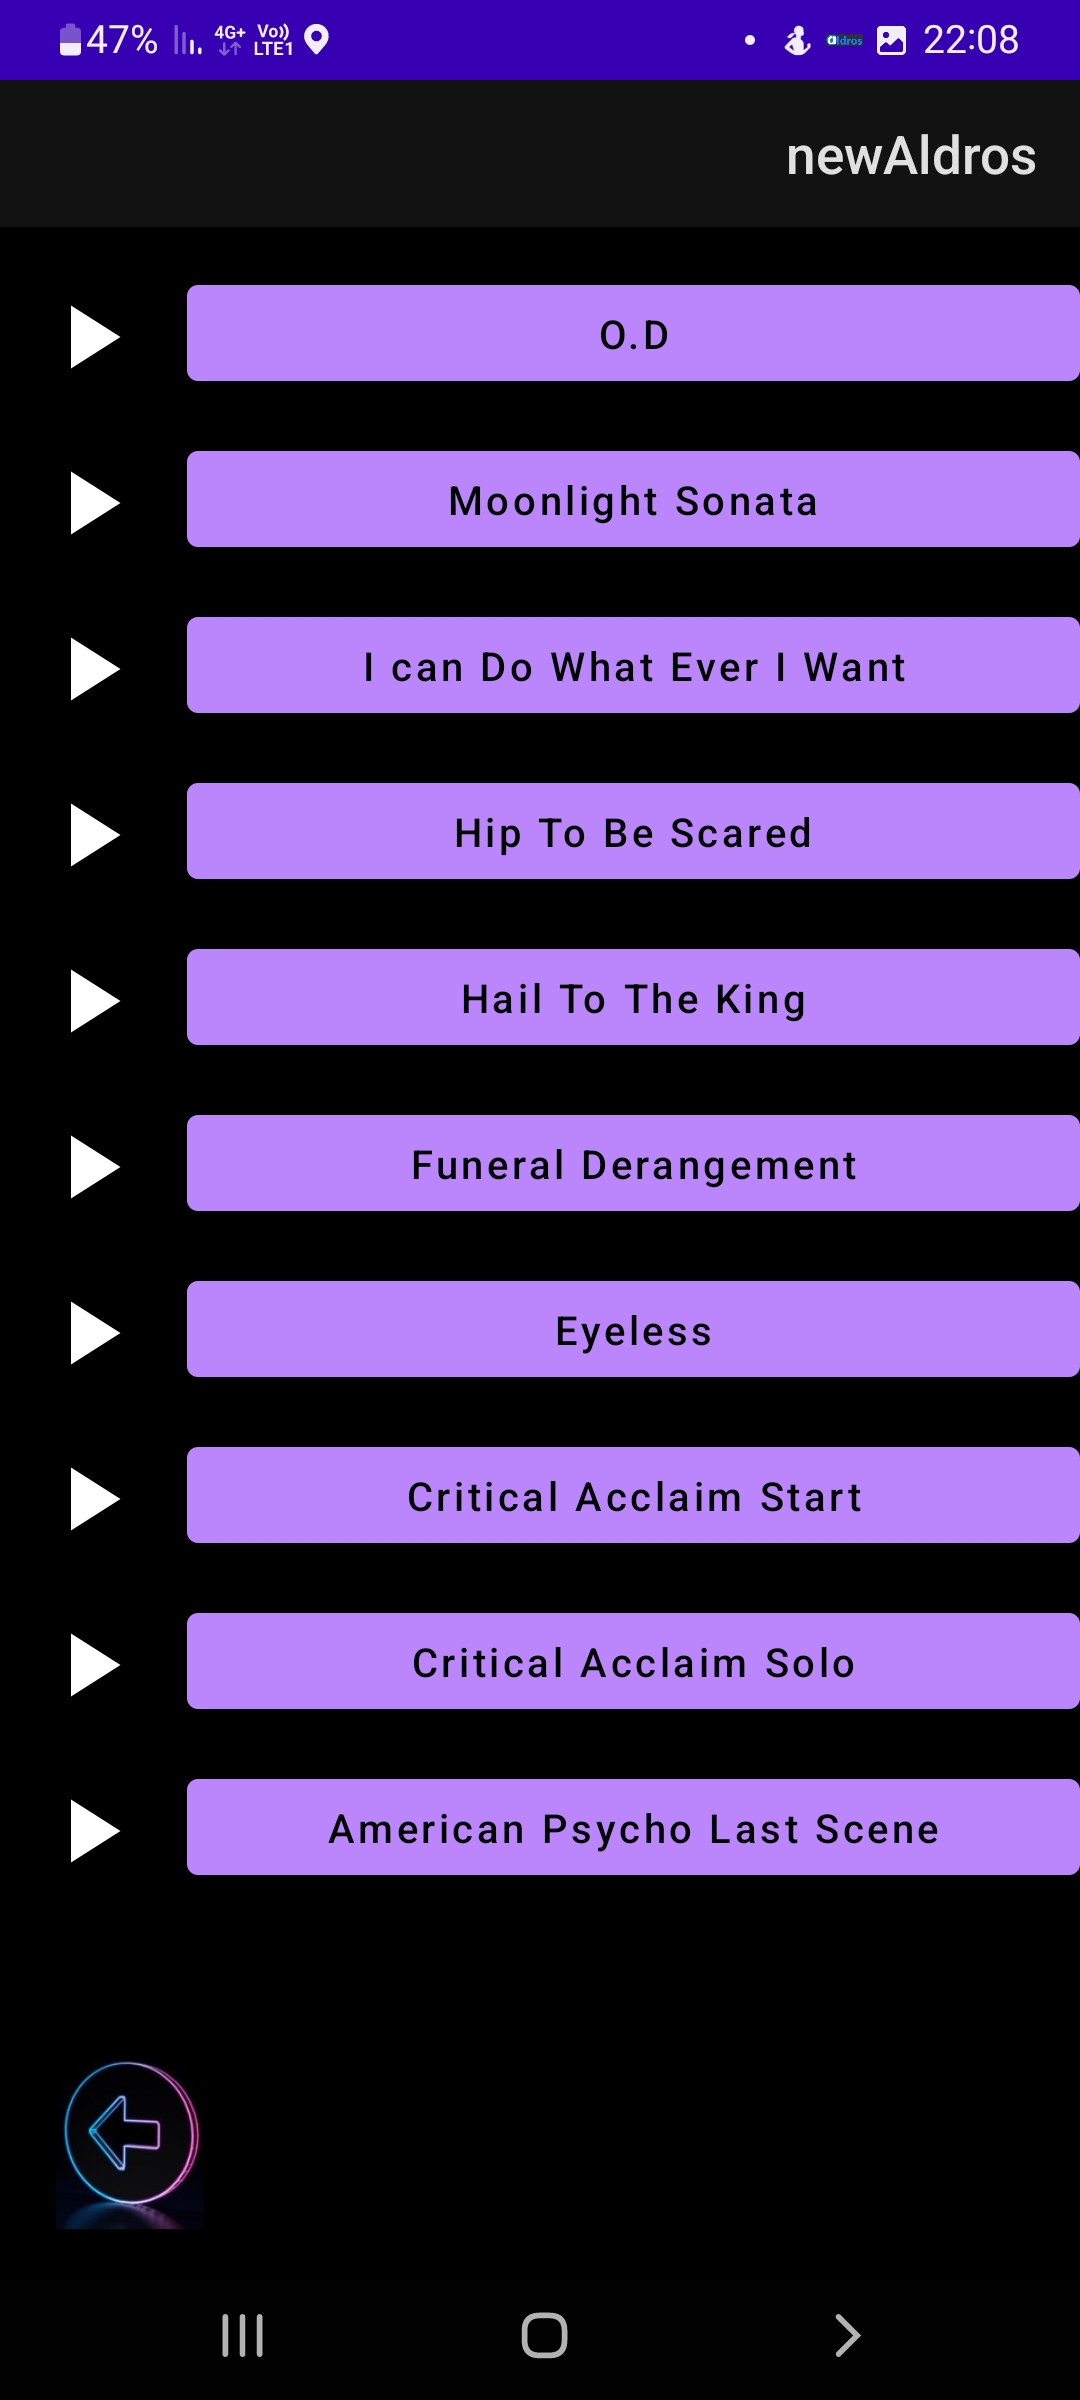 47% 4G+ Vo)) LTE1 aldros 22:08
newAldros
O.D
Moonlight Sonata
I can Do What Ever I Want
Hip To Be Scared
Hail To The King
Funeral Derangement
Eyeless
Critical Acclaim Start
Critical Acclaim Solo
American Psycho Last Scene